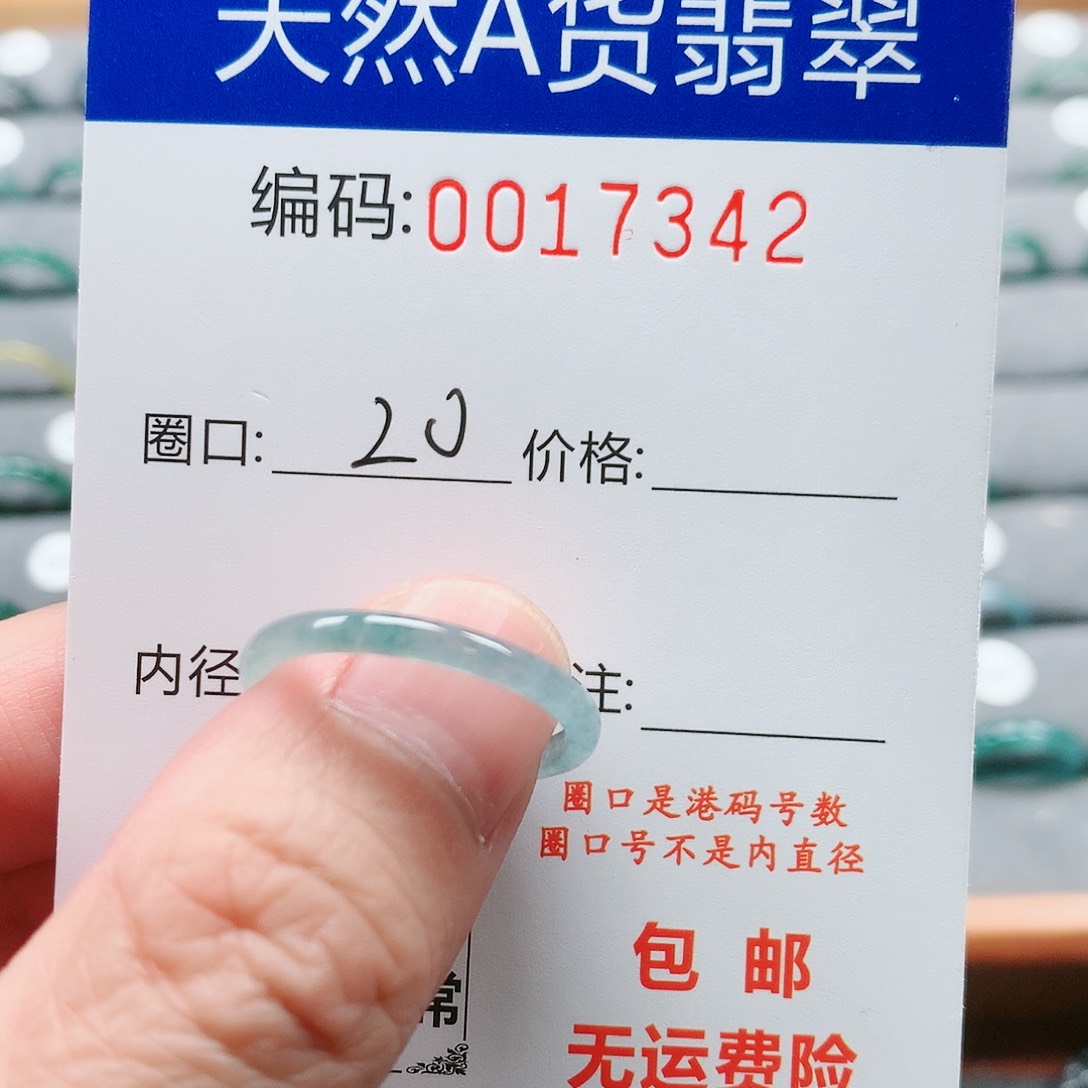 天然A货翡翠
编码:0017342
圈口: 20 价格:
内径 注:
圈口是港码号数
圈口号不是内直径
包 邮
常
无运费险